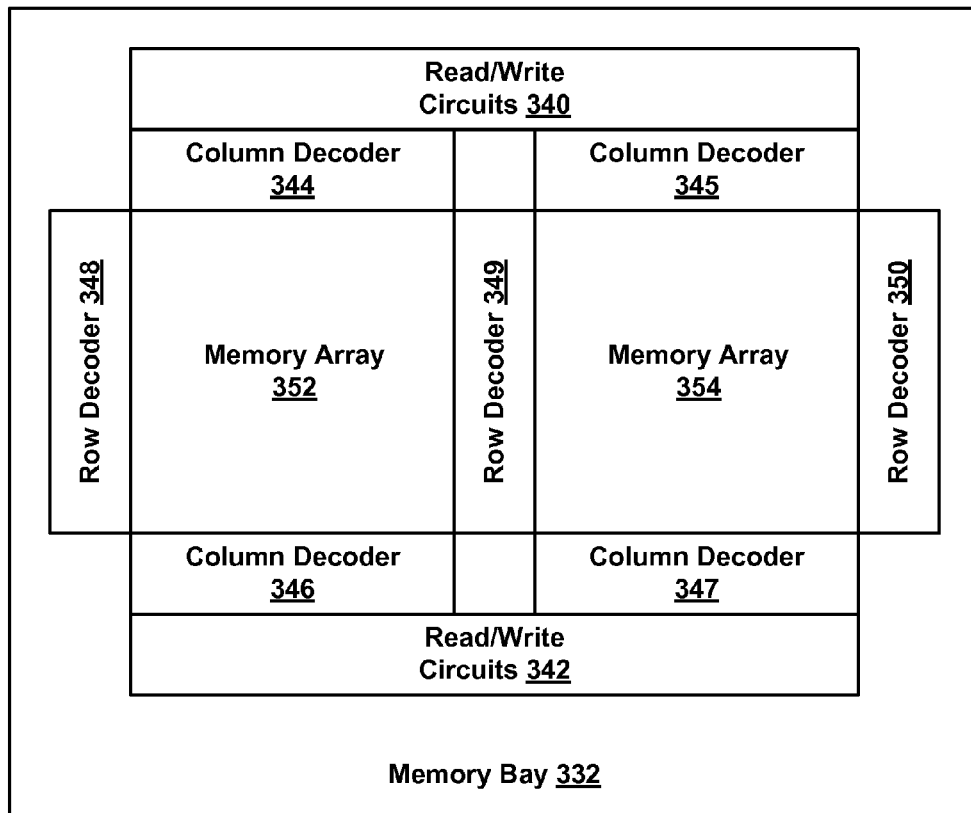 Read/Write
Circuits 340
Column Decoder
344
Column Decoder
345
Row Decoder 348
Memory Array
352
Row Decoder 349
Memory Array
354
Row Decoder 350
Column Decoder
346
Column Decoder
347
Read/Write
Circuits 342
Memory Bay 332